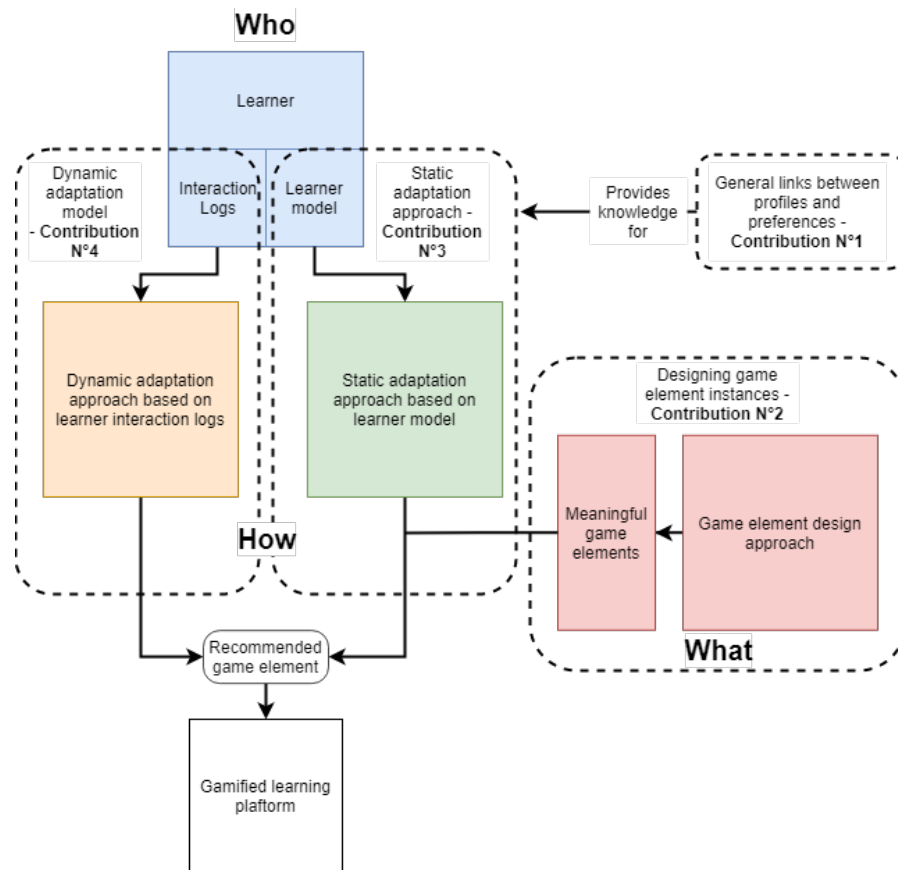 Who
Learner
Dynamic
adaptation
model
- Contribution
N°4
Interaction
Logs
Learner
model
Static
adaptation
approach -
Contribution
N°3
Provides
knowledge
for
General links between
profiles and
preferences -
Contribution N°1
Dynamic adaptation
approach based on
learner interaction logs
Static adaptation
approach based on
learner model
Designing game
element instances -
Contribution N°2
Meaningful
game
elements
Game element design
approach
How
What
Recommended
game element
Gamified learning
plaftorm